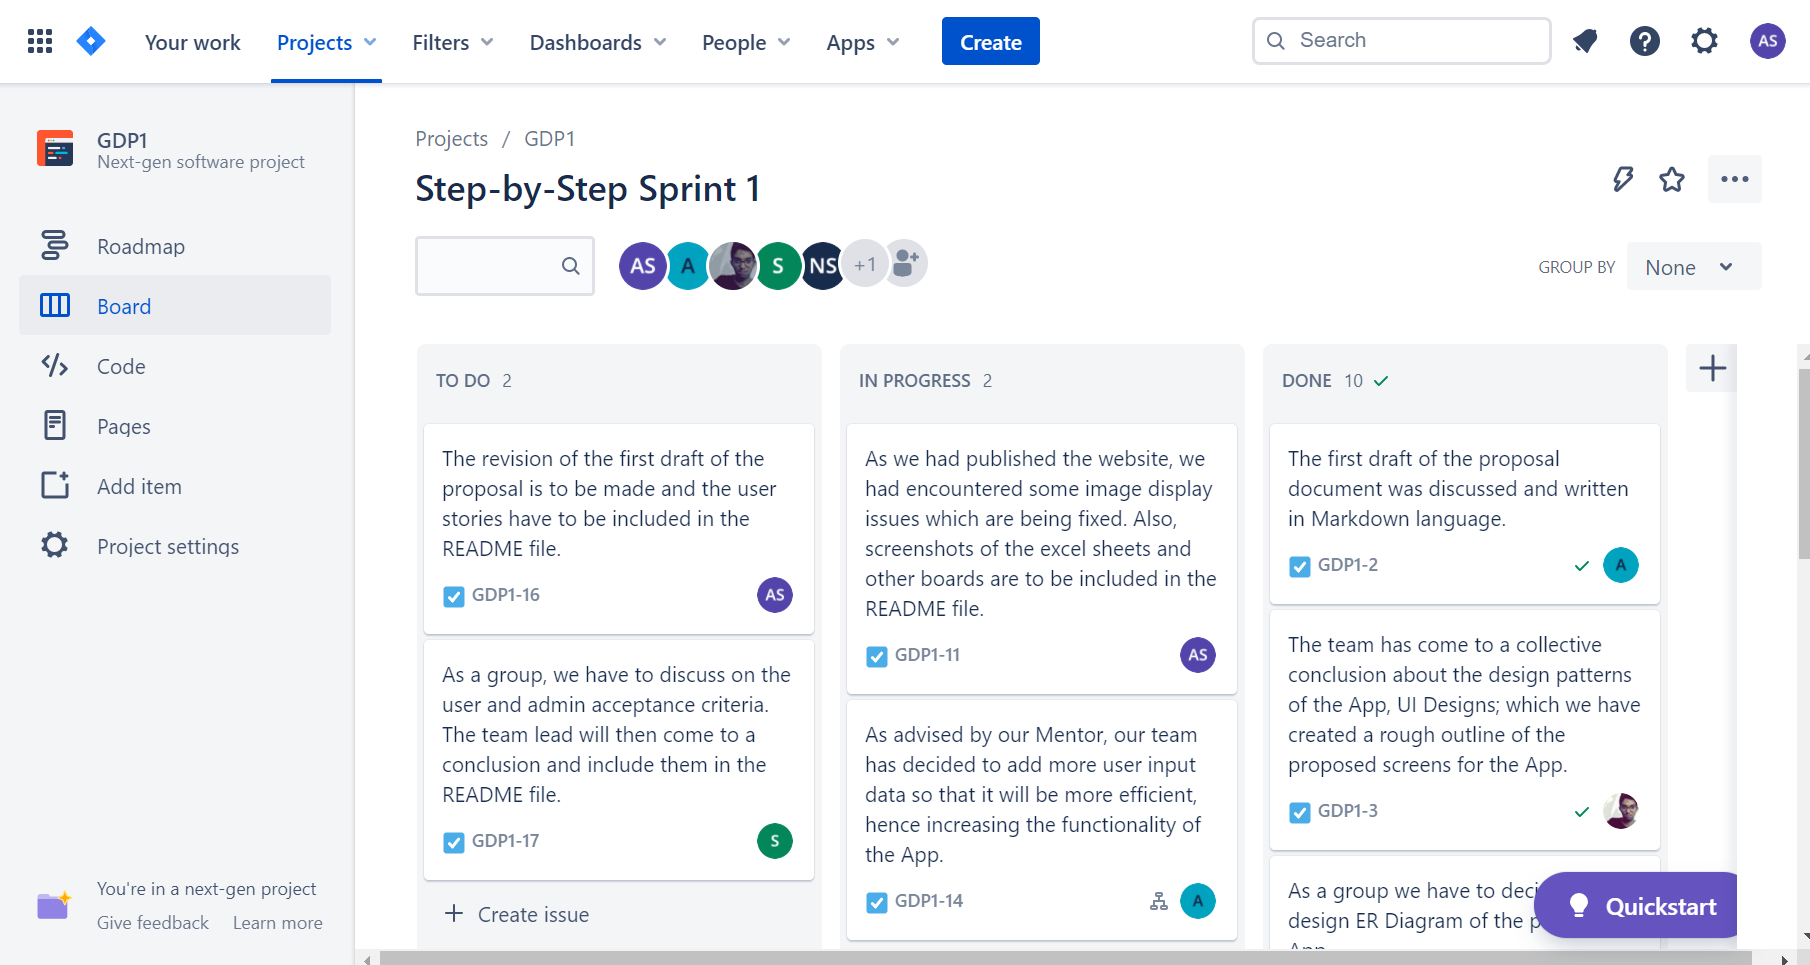 Your work
Projects
Filters
Dashboards
People
Apps
Create
Search
AS
GDP1
Next-gen software project
Roadmap
Board
Code
Pages
Add item
Project settings
You're in a next-gen project
Give feedback
Learn more
Projects / GDP1
Step-by-Step Sprint 1
AS
A
S
NS
+1
GROUP BY
None
TO DO 2
The revision of the first draft of the
proposal is to be made and the user
stories have to be included in the
README file.
GDP1-16
AS
As a group, we have to discuss on the
user and admin acceptance criteria.
The team lead will then come to a
conclusion and include them in the
README file.
GDP1-17
S
+ Create issue
IN PROGRESS 2
As we had published the website, we
had encountered some image display
issues which are being fixed. Also,
screenshots of the excel sheets and
other boards are to be included in the
README file.
GDP1-11
AS
As advised by our Mentor, our team
has decided to add more user input
data so that it will be more efficient,
hence increasing the functionality of
the App.
GDP1-14
A
DONE 10
The first draft of the proposal
document was discussed and written
in Markdown language.
GDP1-2
A
The team has come to a collective
conclusion about the design patterns
of the App, UI Designs; which we have
created a rough outline of the
proposed screens for the App.
GDP1-3
As a group we have to
design ER Diagram of the
Quickstart